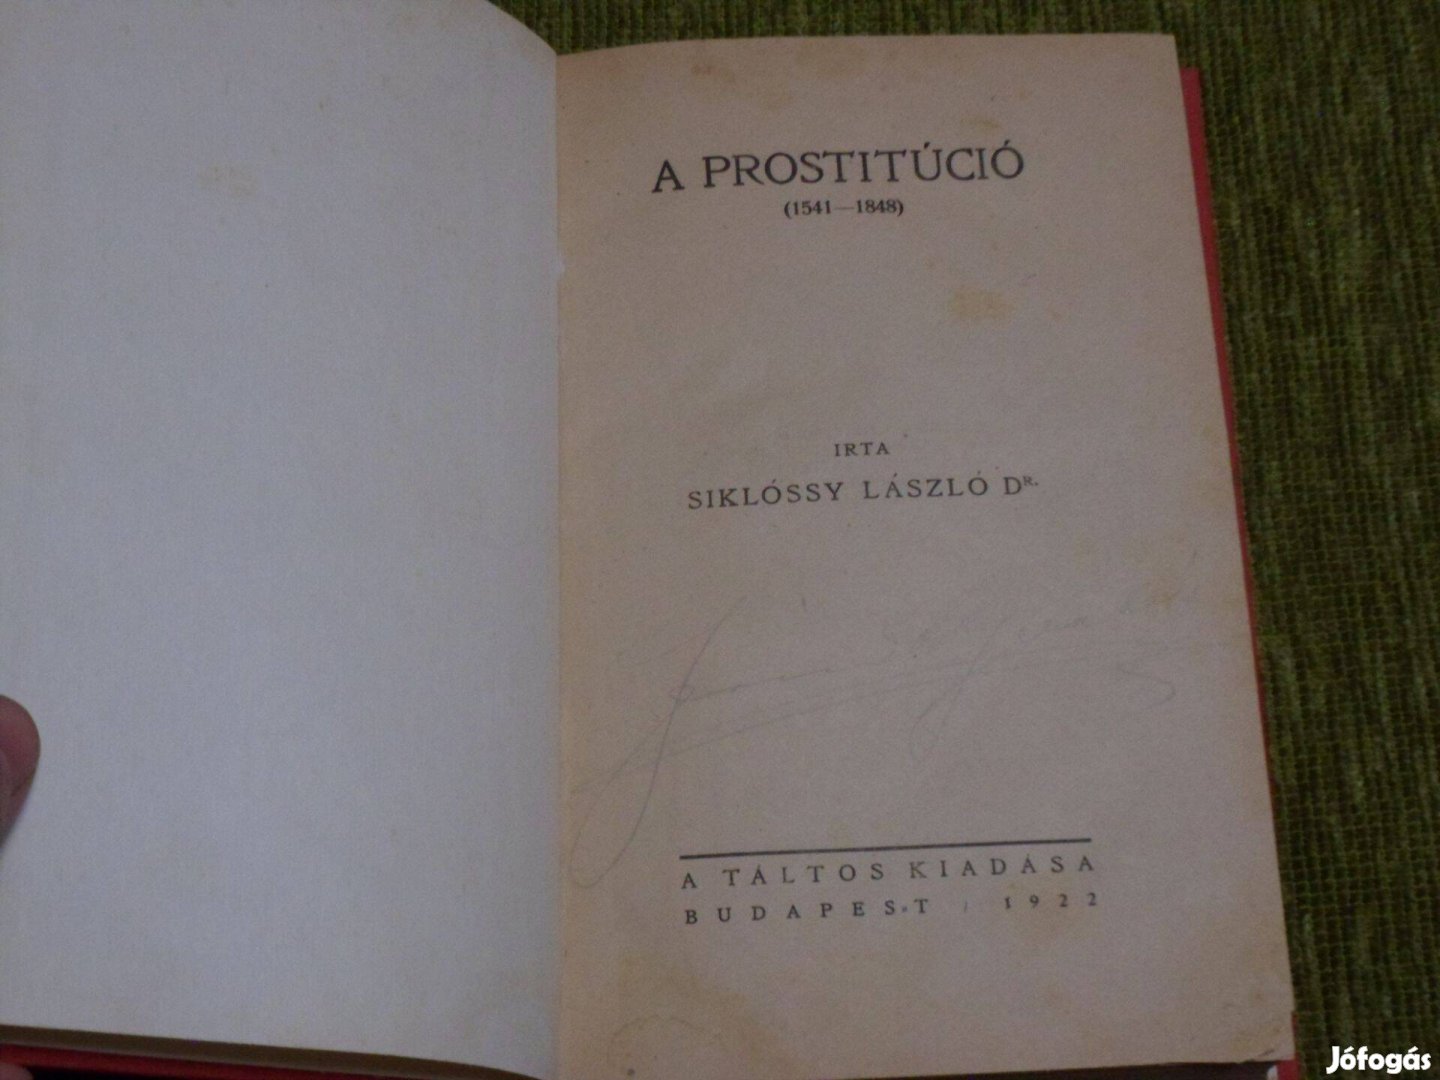 A PROSTITÚCIÓ
(1541—1848)
IRTA
SIKLÓSSY LÁSZLÓ DR.
A TÁLTOS KIADÁSA
BUDAPEST / 1922
Jófogás